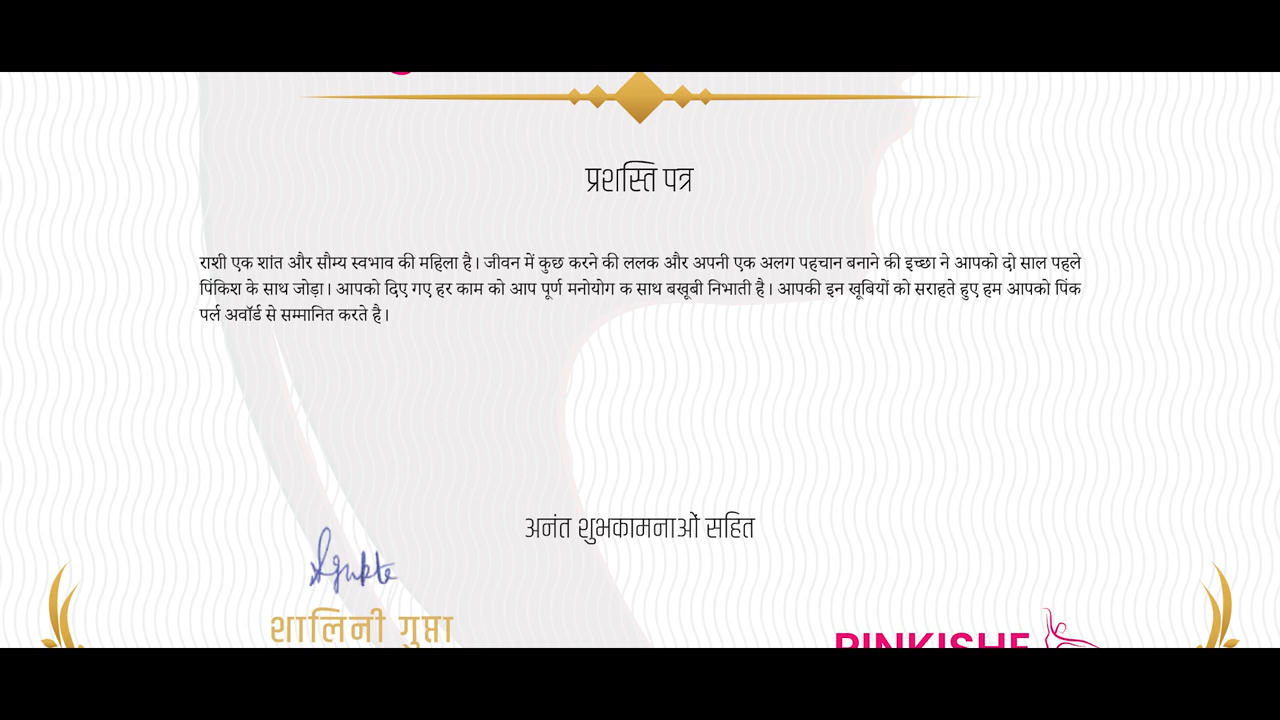 प्रशस्ति पत्र
राशी एक शांत और सौम्य स्वभाव की महिला है। जीवन में कुछ करने की ललक और अपनी एक अलग पहचान बनाने की इच्छा ने आपको दो साल पहले
पिंकिश के साथ जोड़ा। आपको दिए गए हर काम को आप पूर्ण मनोयोग क साथ बखूबी निभाती है। आपकी इन खूबियों को सराहते हुए हम आपको पिंक
पर्ल अवॉर्ड से सम्मानित करते है।
अनंत शुभकामनाओं सहित
शालिनी गुप्ता
PINKISHE